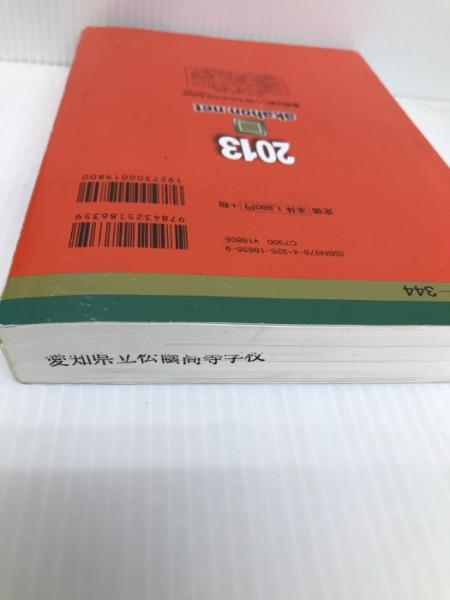 akahon.net
2013
1927300019800
9784325186359
定価 本体 1,980円 +税
ISBN978-4-325-18635-9
C7300 ¥1980E
344
愛知県立松蔭高等学校